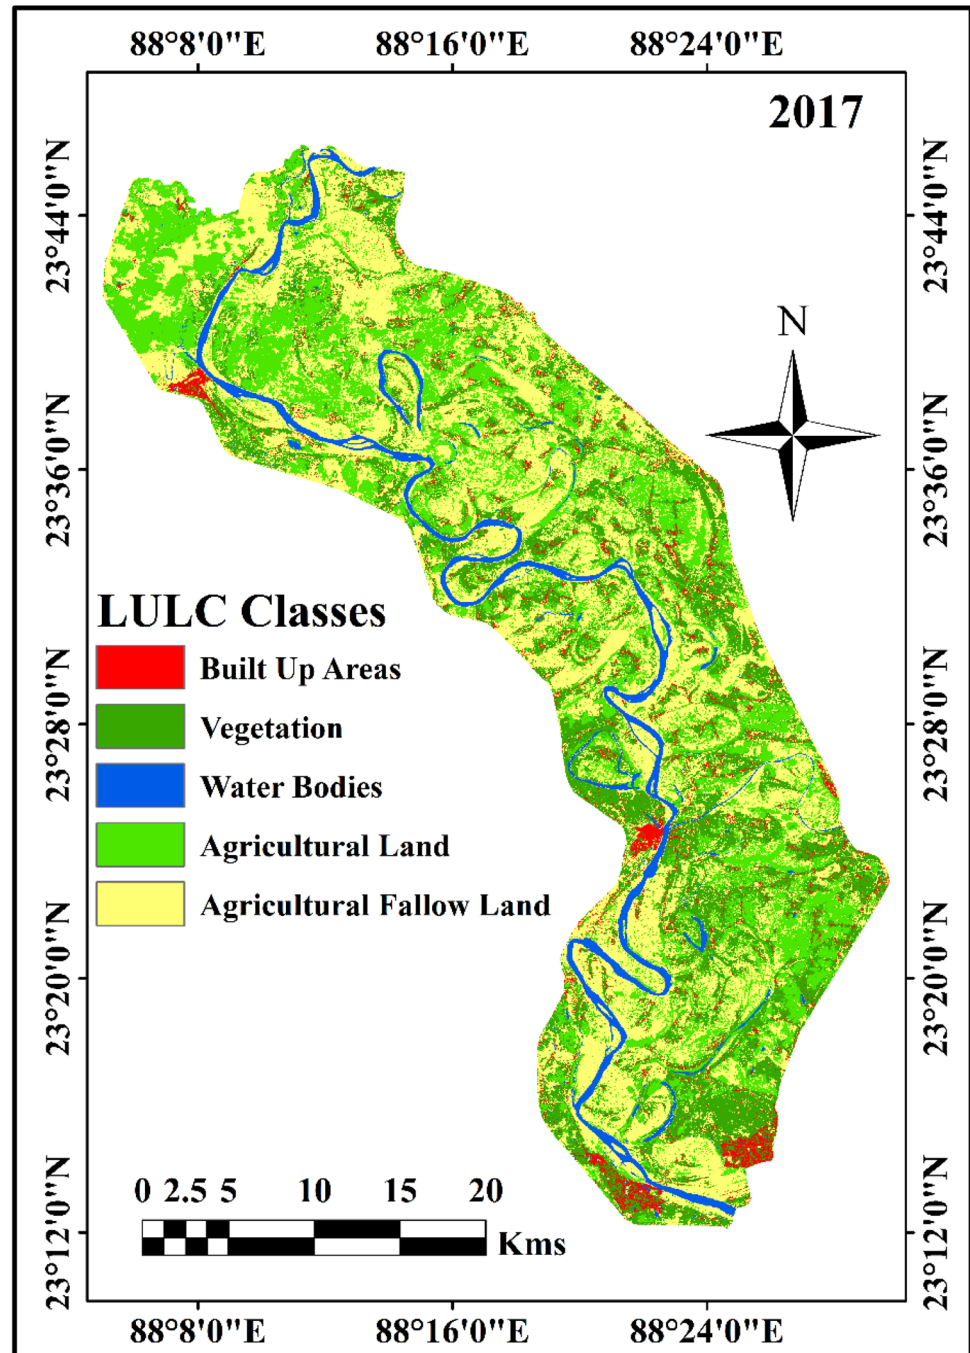 88°8'0"E 88°16'0"E 88°24'0"E
2017
23°44'0"N 23°44'0"N
N
23°36'0"N 23°36'0"N
LULC Classes
Built Up Areas
23°28'0"N 23°28'0"N
Vegetation
Water Bodies
Agricultural Land
Agricultural Fallow Land
23°20'0"N 23°20'0"N
0 2.5 5 10 15 20
Kms
23°12'0"N 23°12'0"N
88°8'0"E 88°16'0"E 88°24'0"E